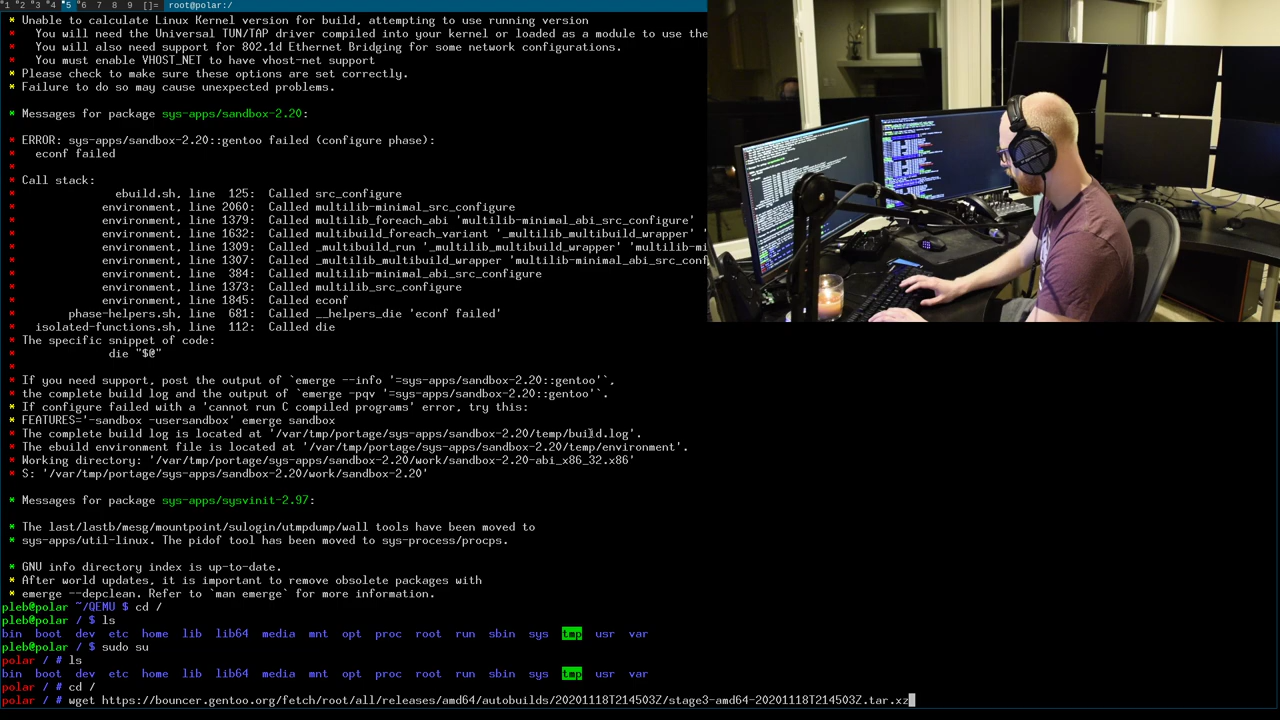 1 2 3 4 5 6 7 8 9 []= root@polar:/
* Unable to calculate Linux Kernel version for build, attempting to use running version
* You will need the Universal TUN/TAP driver compiled into your kernel or loaded as a module to use the
* You will also need support for 802.1d Ethernet Bridging for some network configurations.
* You must enable VHOST_NET to have vhost-net support
* Please check to make sure these options are set correctly.
* Failure to do so may cause unexpected problems.
* Messages for package sys-apps/sandbox-2.20:
* ERROR: sys-apps/sandbox-2.20::gentoo failed (configure phase):
* econf failed
*
* Call stack:
* ebuild.sh, line 125: Called src_configure
* environment, line 2060: Called multilib-minimal_src_configure
* environment, line 1379: Called multilib_foreach_abi 'multilib-minimal_abi_src_configure'
* environment, line 1632: Called multibuild_foreach_variant '_multilib_multibuild_wrapper' '
* environment, line 1309: Called _multibuild_run '_multilib_multibuild_wrapper' 'multilib-mi
* environment, line 1307: Called _multilib_multibuild_wrapper 'multilib-minimal_abi_src_conf
* environment, line 384: Called multilib-minimal_abi_src_configure
* environment, line 1373: Called multilib_src_configure
* environment, line 1845: Called econf
* phase-helpers.sh, line 681: Called __helpers_die 'econf failed'
* isolated-functions.sh, line 112: Called die
* The specific snippet of code:
* die "$@"
*
* If you need support, post the output of `emerge --info '=sys-apps/sandbox-2.20::gentoo'`,
* the complete build log and the output of `emerge -pqv '=sys-apps/sandbox-2.20::gentoo'`.
* If configure failed with a 'cannot run C compiled programs' error, try this:
* FEATURES='-sandbox -usersandbox' emerge sandbox
* The complete build log is located at '/var/tmp/portage/sys-apps/sandbox-2.20/temp/build.log'.
* The ebuild environment file is located at '/var/tmp/portage/sys-apps/sandbox-2.20/temp/environment'.
* Working directory: '/var/tmp/portage/sys-apps/sandbox-2.20/work/sandbox-2.20-abi_x86_32.x86'
* S: '/var/tmp/portage/sys-apps/sandbox-2.20/work/sandbox-2.20'
* Messages for package sys-apps/sysvinit-2.97:
* The last/lastb/mesg/mountpoint/sulogin/utmpdump/wall tools have been moved to
* sys-apps/util-linux. The pidof tool has been moved to sys-process/procps.
* GNU info directory index is up-to-date.
* After world updates, it is important to remove obsolete packages with
* emerge --depclean. Refer to `man emerge` for more information.
pleb@polar ~/QEMU $ cd /
pleb@polar / $ ls
bin boot dev etc home lib lib64 media mnt opt proc root run sbin sys tmp usr var
pleb@polar / $ sudo su
polar / # ls
bin boot dev etc home lib lib64 media mnt opt proc root run sbin sys tmp usr var
polar / # cd /
polar / # wget https://bouncer.gentoo.org/fetch/root/all/releases/amd64/autobuilds/20201118T214503Z/stage3-amd64-20201118T214503Z.tar.xz